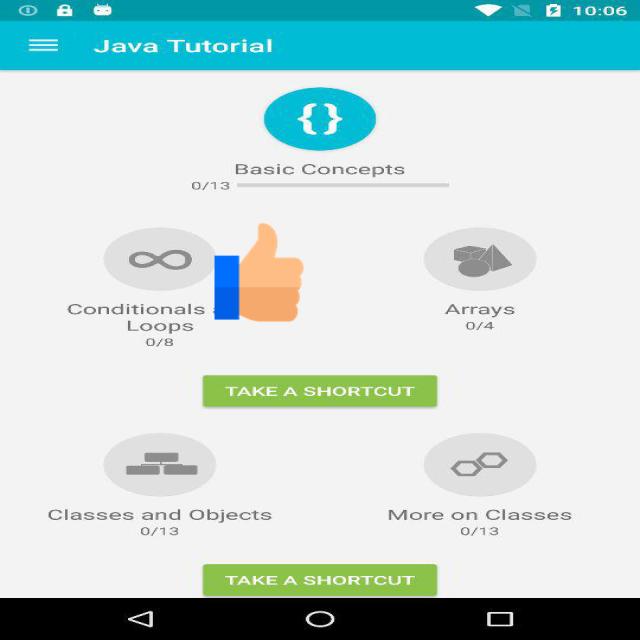 10:06
Java Tutorial
{}
Basic Concepts
0/13
Conditionals
Loops
0/8
Arrays
0/4
TAKE A SHORTCUT
Classes and Objects
0/13
More on Classes
0/13
TAKE A SHORTCUT